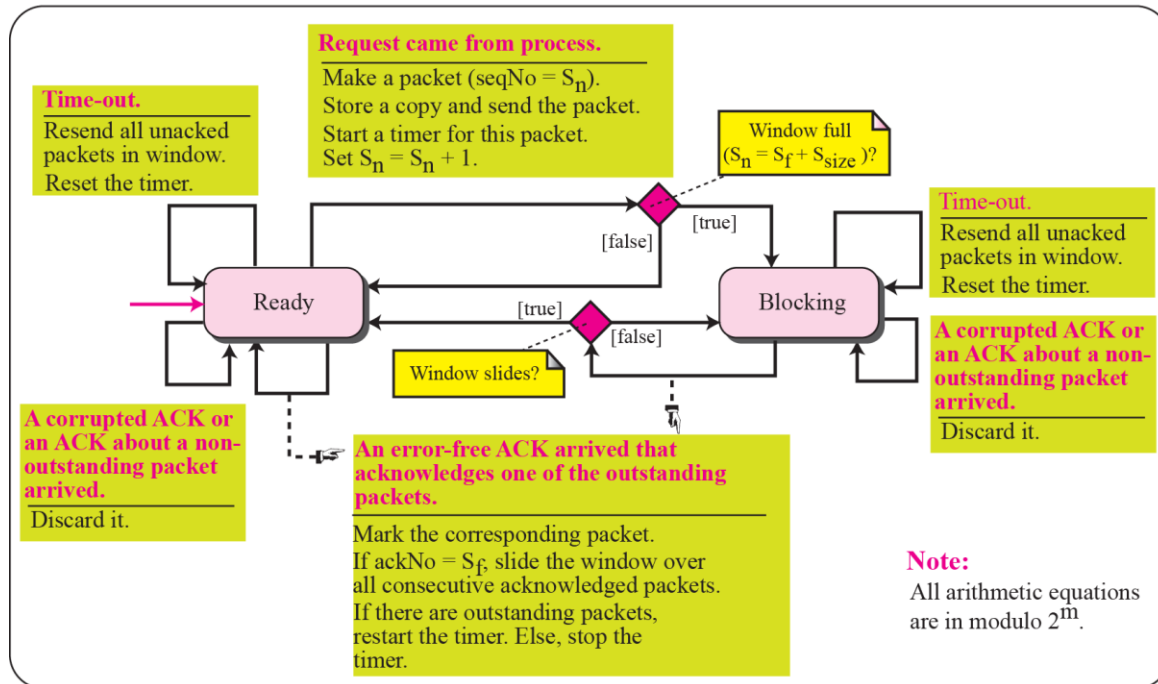 Request came from process.
Make a packet (seqNo = Sn).
Store a copy and send the packet.
Start a timer for this packet.
Set Sn = Sn + 1.
Time-out.
Resend all unacked
packets in window.
Reset the timer.
Window full
(Sn = Sf + Ssize )?
[false]
[true]
Time-out.
Resend all unacked
packets in window.
Reset the timer.
Ready
Blocking
[true]
[false]
Window slides?
A corrupted ACK or
an ACK about a non-
outstanding packet
arrived.
Discard it.
A corrupted ACK or
an ACK about a non-
outstanding packet
arrived.
Discard it.
An error-free ACK arrived that
acknowledges one of the outstanding
packets.
Mark the corresponding packet.
If ackNo = Sf, slide the window over
all consecutive acknowledged packets.
If there are outstanding packets,
restart the timer. Else, stop the
timer.
Note:
All arithmetic equations
are in modulo 2^m.